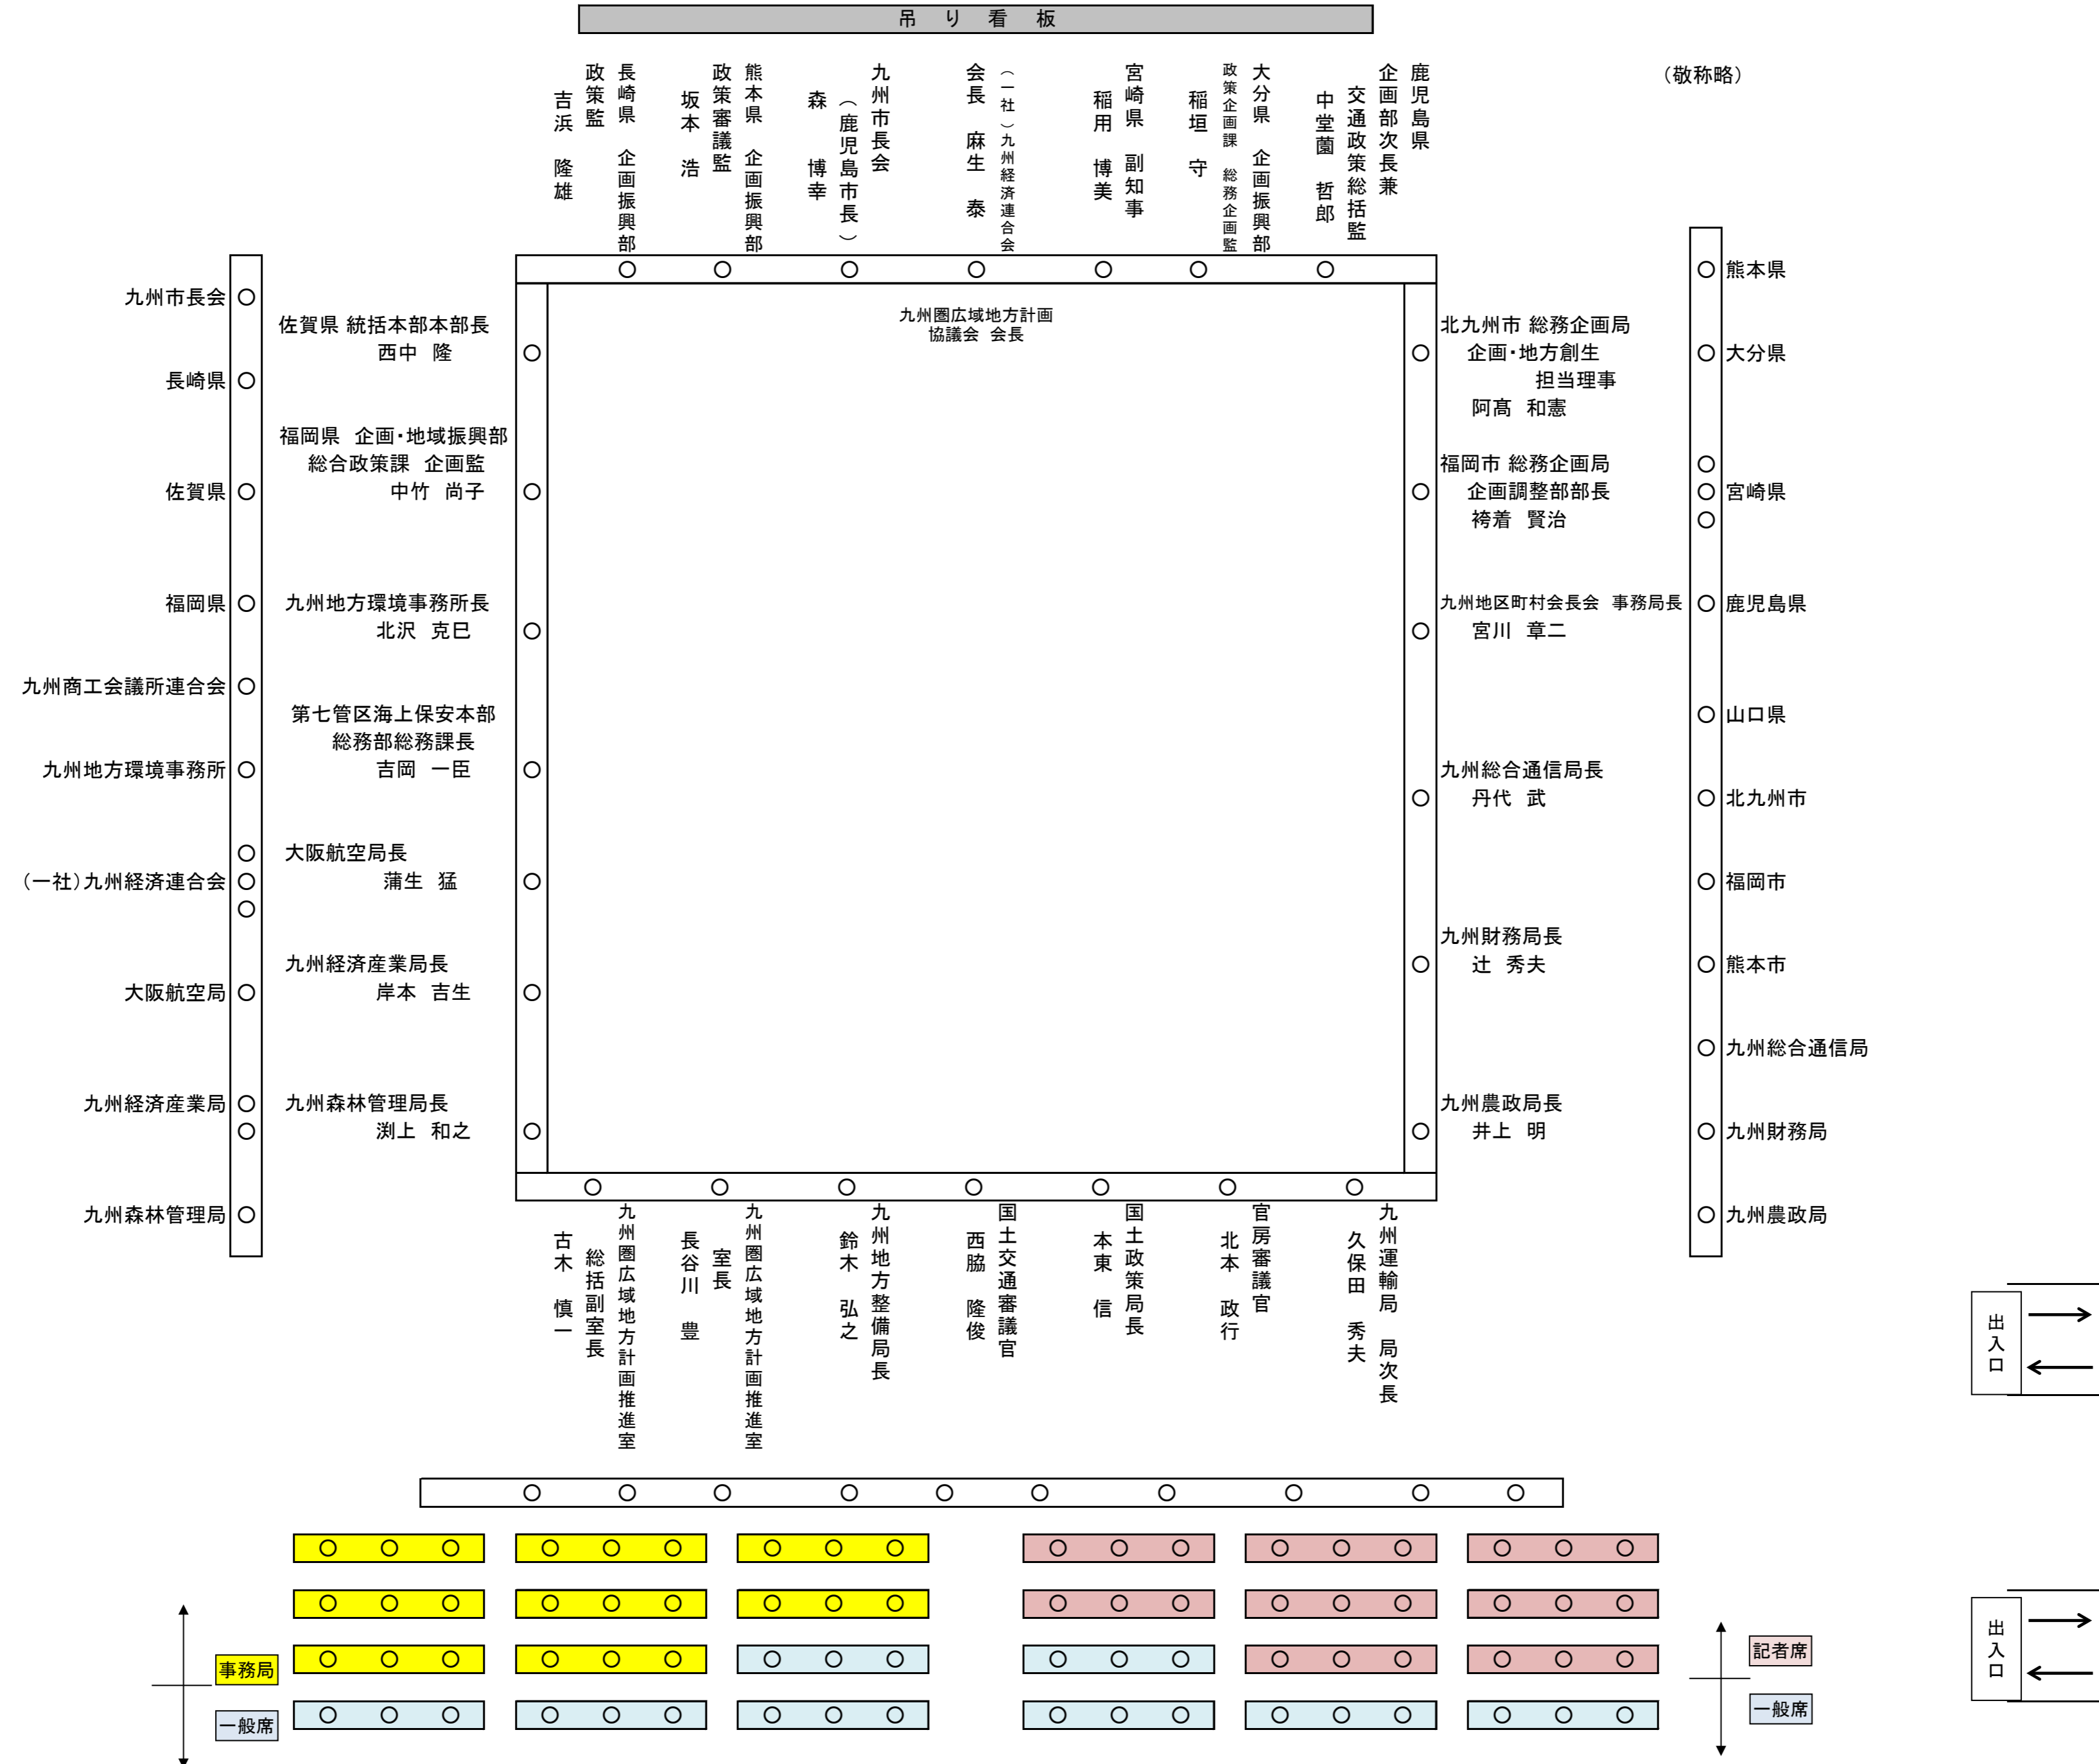 吊り看板
(敬称略)
長崎県 企画振興部
政策監
吉浜 隆雄
熊本県 企画振興部
政策審議監
坂本 浩
九州市長会
(鹿児島市長)
森 博幸
(一社)九州経済連合会
会長 麻生 泰
宮崎県 副知事
稲用 博美
大分県 企画振興部
政策企画課 総務企画監
稲垣 守
鹿児島県
企画部次長兼
交通政策総括監
中堂薗 哲郎
九州圏広域地方計画
協議会 会長
九州市長会
長崎県
佐賀県
福岡県
九州商工会議所連合会
九州地方環境事務所
(一社)九州経済連合会
大阪航空局
九州経済産業局
九州森林管理局
佐賀県 統括本部本部長
西中 隆
福岡県 企画・地域振興部
総合政策課 企画監
中竹 尚子
九州地方環境事務所長
北沢 克巳
第七管区海上保安本部
総務部総務課長
吉岡 一臣
大阪航空局長
蒲生 猛
九州経済産業局長
岸本 吉生
九州森林管理局長
渕上 和之
北九州市 総務企画局
企画・地方創生
担当理事
阿髙 和憲
福岡市 総務企画局
企画調整部部長
袴着 賢治
九州地区町村会長会 事務局長
宮川 章二
九州総合通信局長
丹代 武
九州財務局長
辻 秀夫
九州農政局長
井上 明
熊本県
大分県
宮崎県
鹿児島県
山口県
北九州市
福岡市
熊本市
九州総合通信局
九州財務局
九州農政局
九州圏広域地方計画推進室
総括副室長
古木 慎一
九州圏広域地方計画推進室
室長
長谷川 豊
九州地方整備局長
鈴木 弘之
国土交通審議官
西脇 隆俊
国土政策局長
本東 信
官房審議官
北本 政行
九州運輸局 局次長
久保田 秀夫
出入口
出入口
事務局
一般席
記者席
一般席